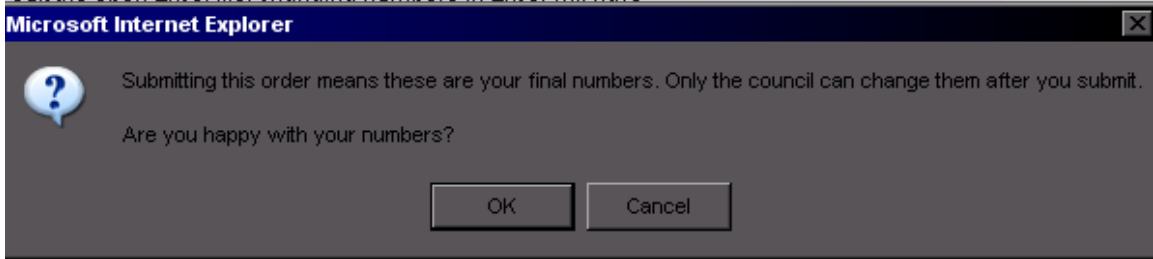 Microsoft Internet Explorer
Submitting this order means these are your final numbers. Only the council can change them after you submit.
Are you happy with your numbers?
OK
Cancel